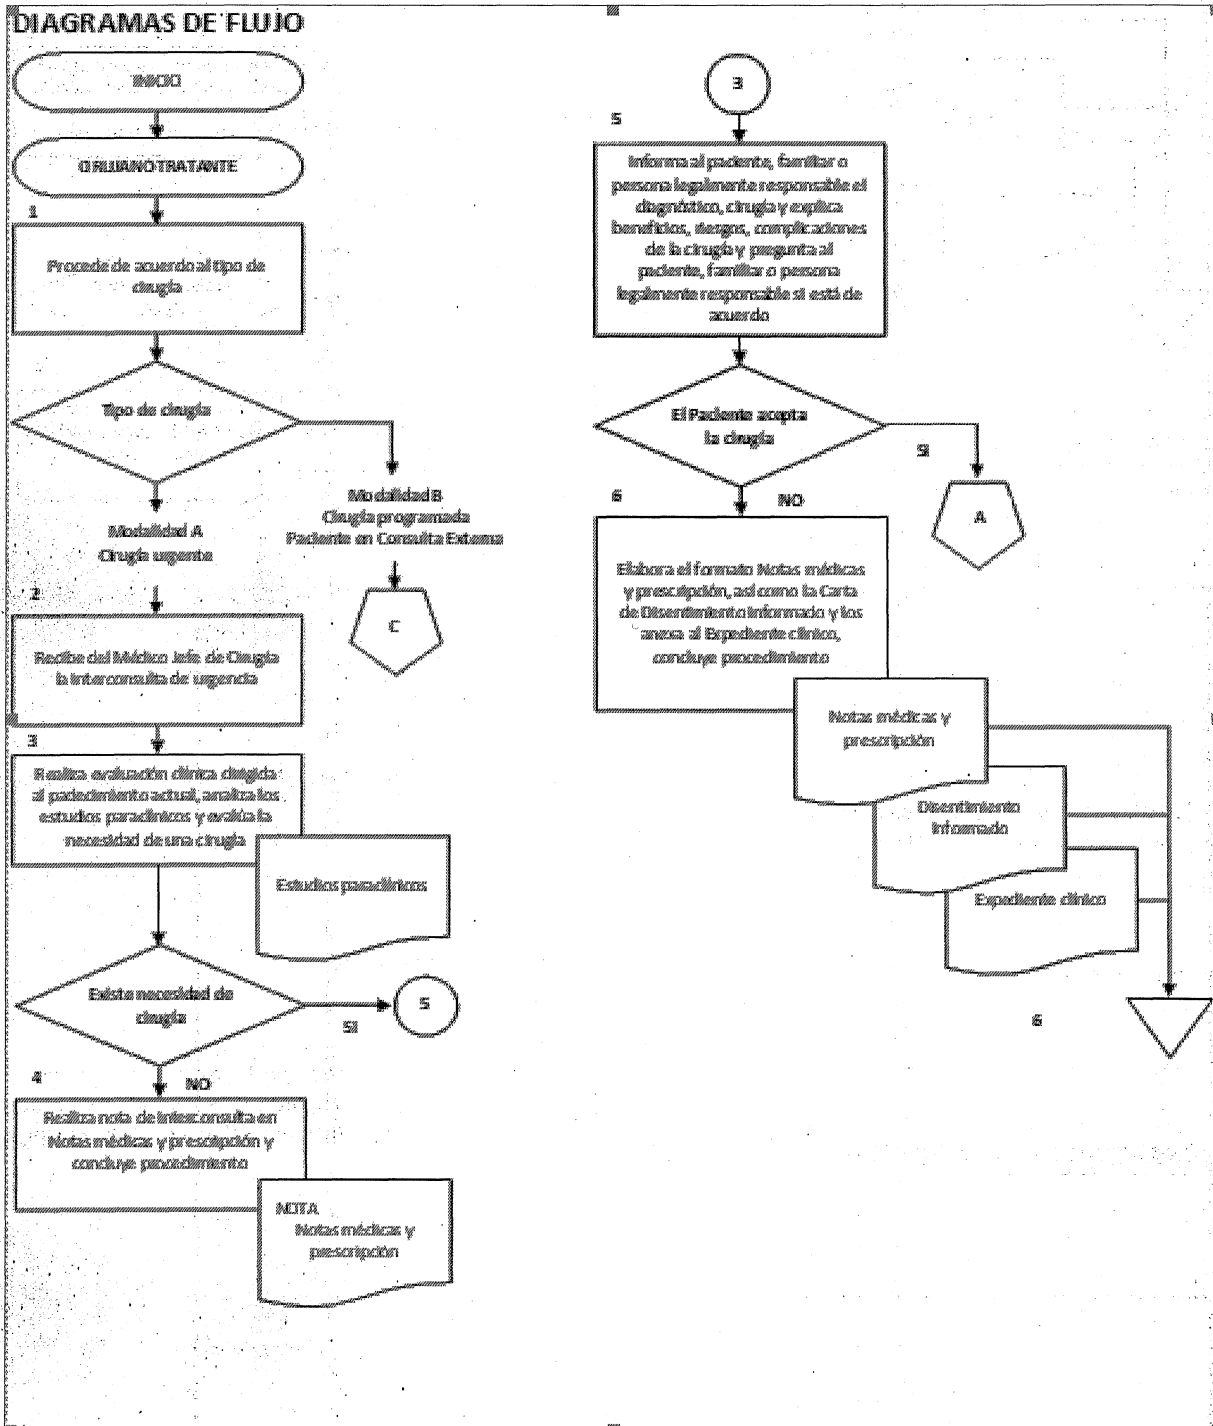 DIAGRAMAS DE FLUJO
INICIO
CIRUJANO TRATANTE
1
Procede de acuerdo al tipo de
cirugía
Tipo de cirugía
Modalidad A
Cirugía urgente
Modalidad B
Cirugía programada
Paciente en Consulta Externa
C
2
Recibe del Médico Jefe de Cirugía
la interconsulta de urgencia
3
Realiza evaluación clínica dirigida
al padecimiento actual, analiza los
estudios paraclínicos y evalúa la
necesidad de una cirugía
Estudios paraclínicos
Existe necesidad de
cirugía
SI
5
4
NO
Realiza nota de interconsulta en
Notas médicas y prescripción y
concluye procedimiento
NOTA
Notas médicas y
prescripción
3
5
Informa al paciente, familiar o
persona legalmente responsable el
diagnóstico, cirugía y explica
beneficios, riesgos, complicaciones
de la cirugía y pregunta al
paciente, familiar o persona
legalmente responsable si está de
acuerdo
El Paciente acepta
la cirugía
SI
A
6
NO
Elabora el formato Notas médicas
y prescripción, así como la Carta
de Disentimiento Informado y los
anexa al Expediente clínico,
concluye procedimiento
Notas médicas y
prescripción
Disentimiento
Informado
Expediente clínico
6